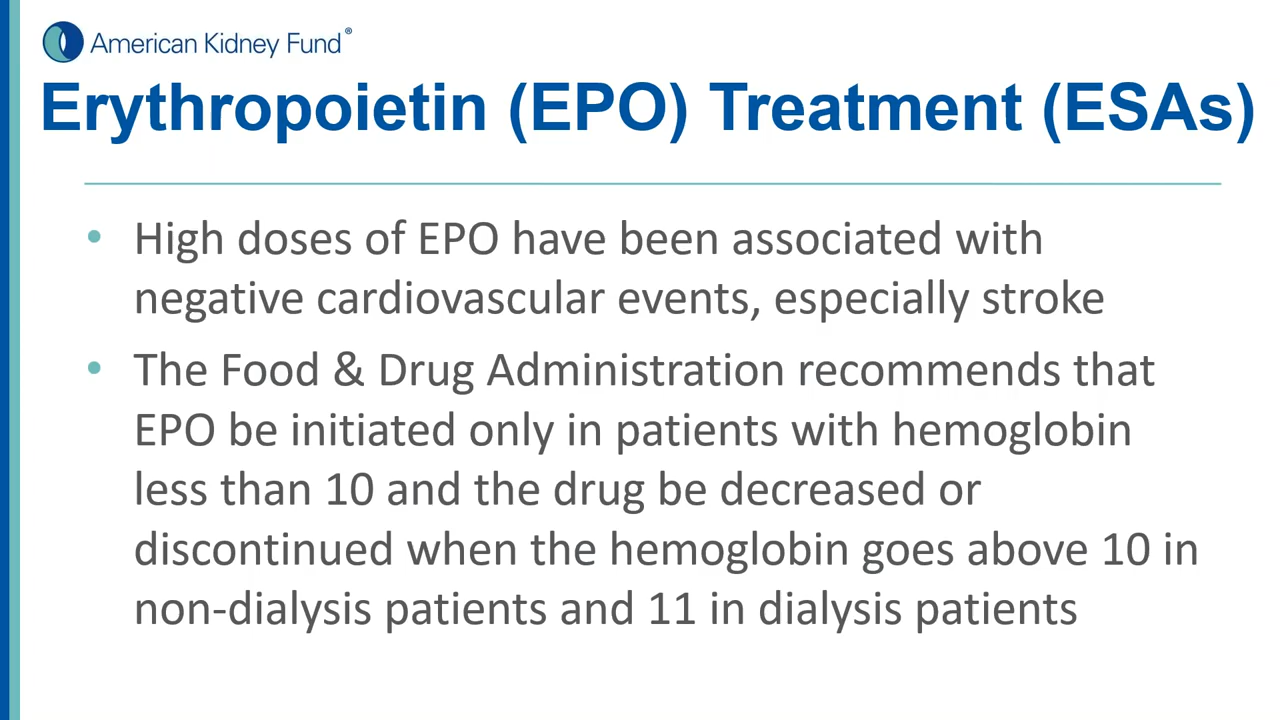 American Kidney Fund®
Erythropoietin (EPO) Treatment (ESAs)
• High doses of EPO have been associated with
negative cardiovascular events, especially stroke
• The Food & Drug Administration recommends that
EPO be initiated only in patients with hemoglobin
less than 10 and the drug be decreased or
discontinued when the hemoglobin goes above 10 in
non-dialysis patients and 11 in dialysis patients